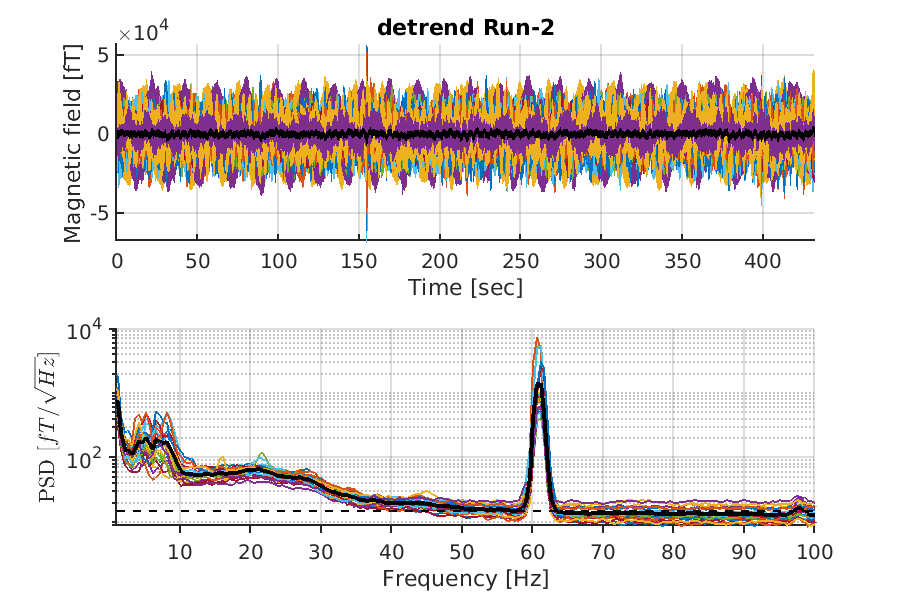 detrend Run-2
×10^4
Magnetic field [fT]
5
0
-5
0 50 100 150 200 250 300 350 400
Time [sec]
PSD [fT/√Hz]
10^4
10^2
10 20 30 40 50 60 70 80 90 100
Frequency [Hz]